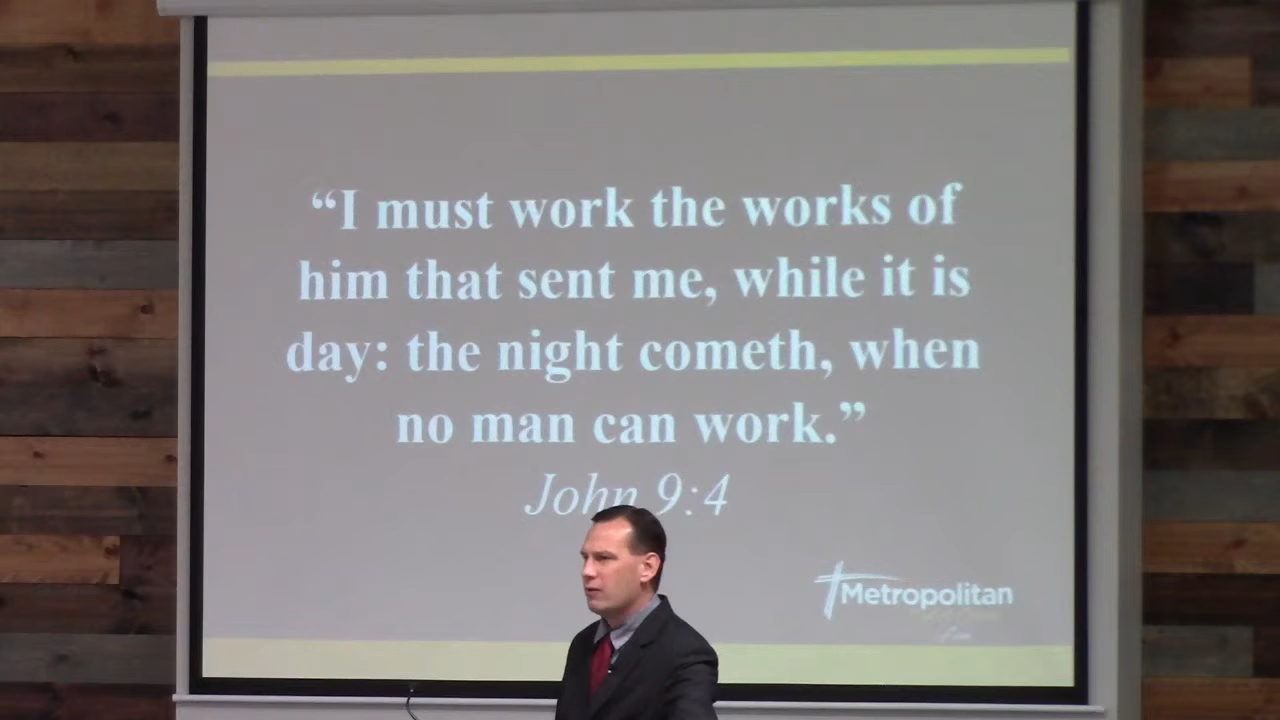 “I must work the works of
him that sent me, while it is
day: the night cometh, when
no man can work.”
John 9:4
Metropolitan